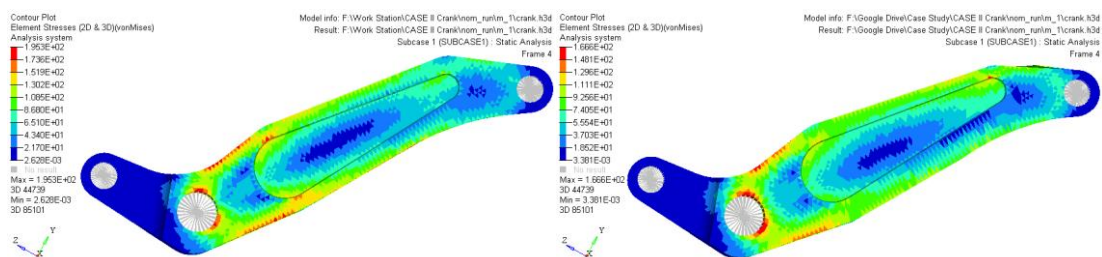 Contour Plot
Element Stresses (2D & 3D)(vonMises)
Analysis system
1.953E+02
1.736E+02
1.519E+02
1.302E+02
1.085E+02
8.680E+01
6.510E+01
4.340E+01
2.170E+01
2.628E-03
No result
Max = 1.953E+02
3D 44739
Min = 2.628E-03
3D 85101
Model info: F:\Work Station\CASE II Crank\nom_run\m_1\crank.h3d
Result: F:\Work Station\CASE II Crank\nom_run\m_1\crank.h3d
Subcase 1 (SUBCASE1) : Static Analysis
Frame 4
Z
Y
X
Contour Plot
Element Stresses (2D & 3D)(vonMises)
Analysis system
1.666E+02
1.481E+02
1.296E+02
1.111E+02
9.256E+01
7.405E+01
5.554E+01
3.703E+01
1.852E+01
3.381E-03
No result
Max = 1.666E+02
3D 44739
Min = 3.381E-03
3D 85101
Model info: F:\Google Drive\Case Study\CASE II Crank\nom_run\m_1\crank.h3d
Result: F:\Google Drive\Case Study\CASE II Crank\nom_run\m_1\crank.h3d
Subcase 1 (SUBCASE1) : Static Analysis
Frame 4
Z
Y
X